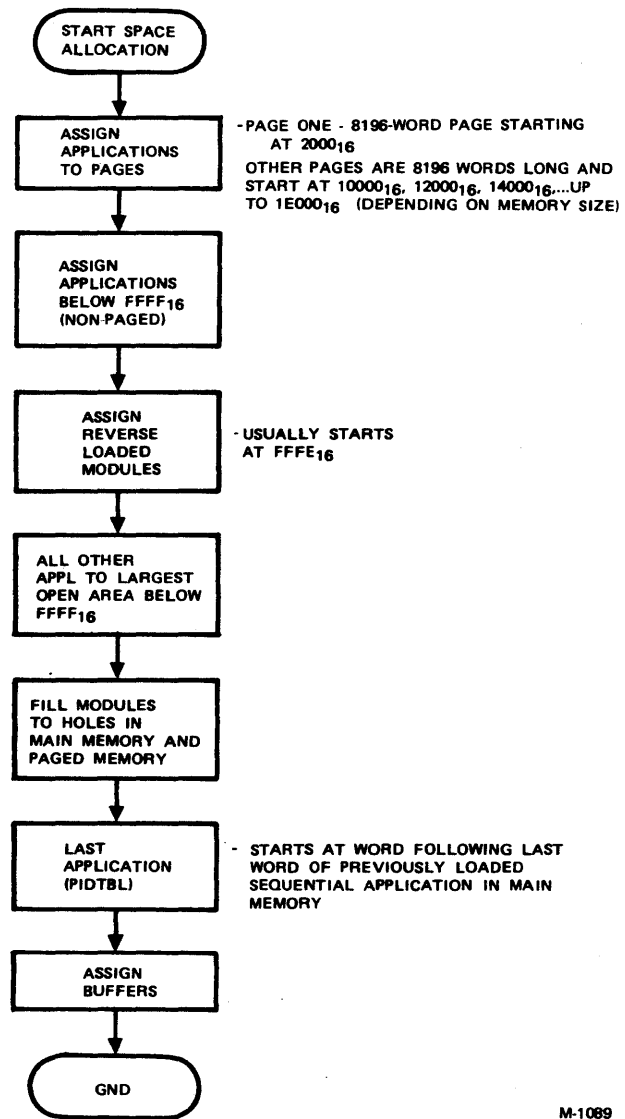 START SPACE
ALLOCATION
ASSIGN
APPLICATIONS
TO PAGES
-PAGE ONE - 8196-WORD PAGE STARTING
AT 2000₁₆
OTHER PAGES ARE 8196 WORDS LONG AND
START AT 10000₁₆, 12000₁₆, 14000₁₆,...UP
TO 1E000₁₆ (DEPENDING ON MEMORY SIZE)
ASSIGN
APPLICATIONS
BELOW FFFF₁₆
(NON-PAGED)
ASSIGN
REVERSE
LOADED
MODULES
-USUALLY STARTS
AT FFFE₁₆
ALL OTHER
APPL TO LARGEST
OPEN AREA BELOW
FFFF₁₆
FILL MODULES
TO HOLES IN
MAIN MEMORY AND
PAGED MEMORY
LAST
APPLICATION
(PIDTBL)
- STARTS AT WORD FOLLOWING LAST
WORD OF PREVIOUSLY LOADED
SEQUENTIAL APPLICATION IN MAIN
MEMORY
ASSIGN
BUFFERS
GND
M-1089